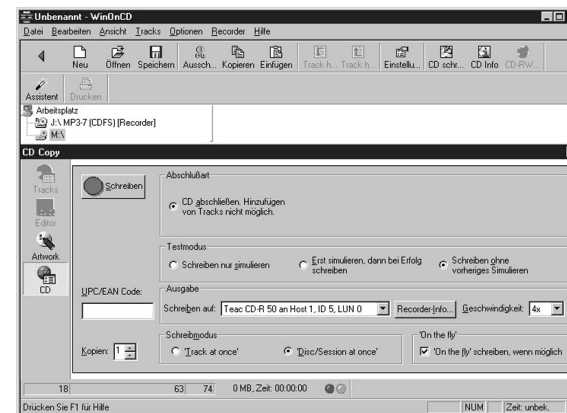 Unbenannt - WinOnCD
Datei Bearbeiten Ansicht Tracks Optionen Recorder Hilfe
Neu Öffnen Speichern Aussch... Kopieren Einfügen Track h... Track h... Einstellu... CD schr... CD Info CD-RW...
Assistent Drucken
Arbeitsplatz
J:\ MP3-7 (CDFS) [Recorder]
M:\
CD Copy
Tracks
Editor
Artwork
CD
Schreiben
Abschlußart
CD abschließen. Hinzufügen
von Tracks nicht möglich.
Testmodus
Schreiben nur simulieren
Erst simulieren, dann bei Erfolg
schreiben
Schreiben ohne
vorheriges Simulieren
UPC/EAN Code:
Ausgabe
Schreiben auf: Teac CD-R 50 an Host 1, ID 5, LUN 0 Recorder-Info... Geschwindigkeit: 4x
Kopien: 1
Schreibmodus
'Track at once' 'Disc/Session at once'
'On the fly'
'On the fly' schreiben, wenn möglich
18 63 74 0 MB, Zeit: 00:00:00
Drücken Sie F1 für Hilfe NUM Zeit: unbek.